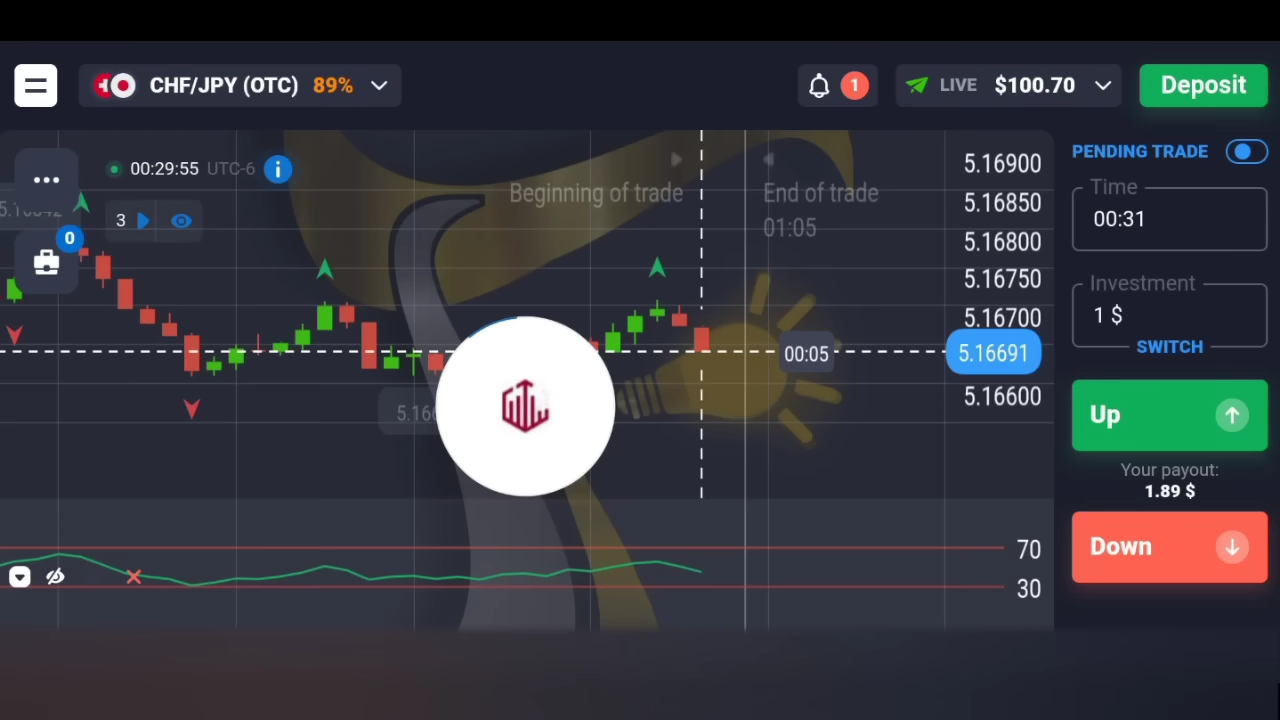 CHF/JPY (OTC) 89%
1
LIVE $100.70
Deposit
00:29:55 UTC-6
3
0
Beginning of trade
End of trade
01:05
5.16900
5.16850
5.16800
5.16750
5.16700
5.16691
5.16600
00:05
70
30
PENDING TRADE
Time
00:31
Investment
1 $
SWITCH
Up
Your payout:
1.89 $
Down